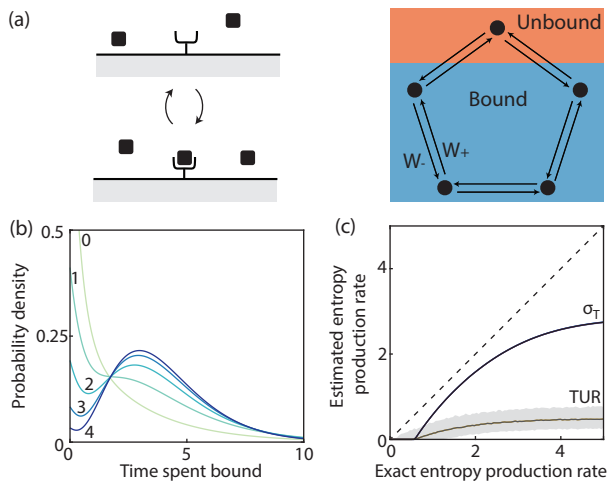 (a)
Unbound
Bound
W-
W+
(b)
0.5
0.25
0
Probability density
0
1
2
3
4
0
5
10
Time spent bound
(c)
4
2
0
Estimated entropy
production rate
σT
TUR
0
2
4
Exact entropy production rate